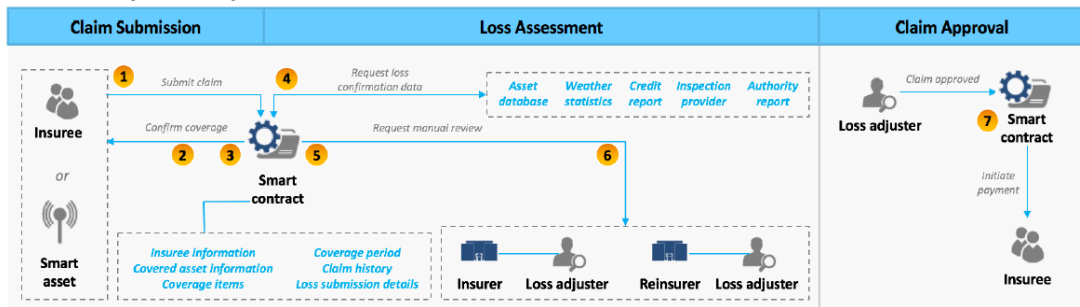 Claim Submission
Loss Assessment
Claim Approval
1
Submit claim
4
Request loss
confirmation data
Asset
database
Weather
statistics
Credit
report
Inspection
provider
Authority
report
Insuree
Confirm coverage
2
3
Request manual review
5
6
or
Smart
contract
Smart
asset
Insuree information
Covered asset information
Coverage items
Coverage period
Claim history
Loss submission details
Insurer
Loss adjuster
Reinsurer
Loss adjuster
Claim approved
Loss adjuster
7
Smart
contract
Initiate
payment
Insuree